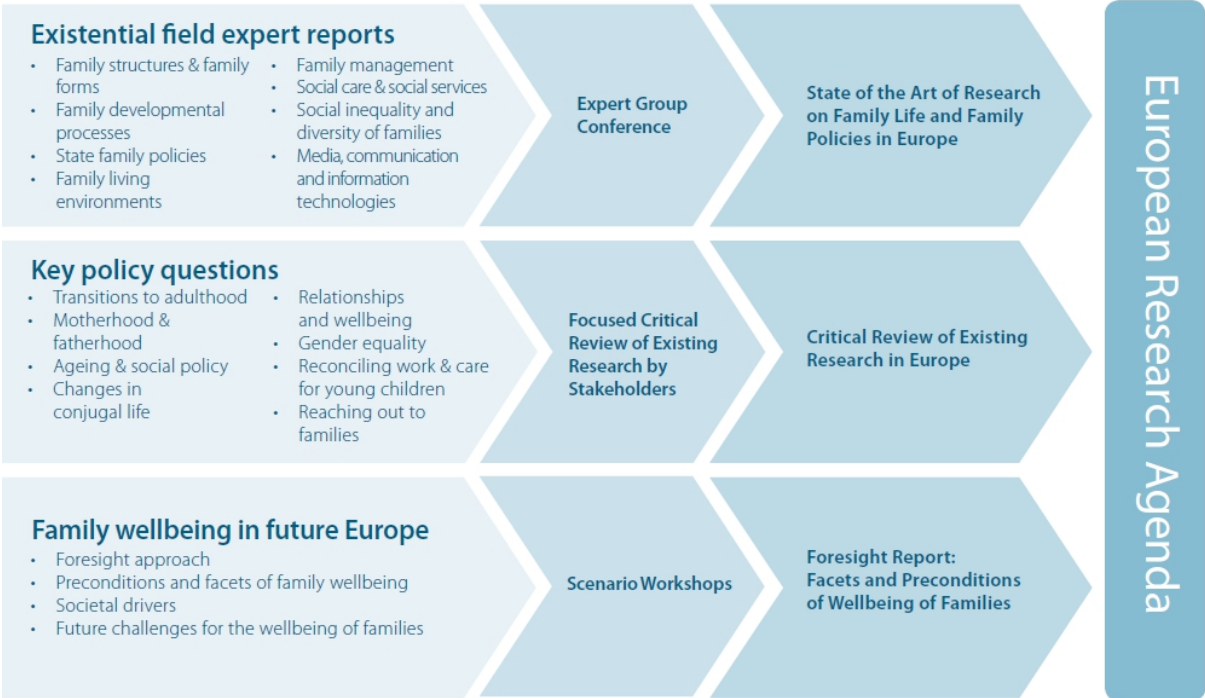 Existential field expert reports
• Family structures & family
forms
• Family developmental
processes
• State family policies
• Family living
environments
• Family management
• Social care & social services
• Social inequality and
diversity of families
• Media, communication
and information
technologies
Expert Group
Conference
State of the Art of Research
on Family Life and Family
Policies in Europe
Key policy questions
• Transitions to adulthood
• Motherhood &
fatherhood
• Ageing & social policy
• Changes in
conjugal life
• Relationships
and wellbeing
• Gender equality
• Reconciling work & care
for young children
• Reaching out to
families
Focused Critical
Review of Existing
Research by
Stakeholders
Critical Review of Existing
Research in Europe
Family wellbeing in future Europe
• Foresight approach
• Preconditions and facets of family wellbeing
• Societal drivers
• Future challenges for the wellbeing of families
Scenario Workshops
Foresight Report:
Facets and Preconditions
of Wellbeing of Families
European Research Agenda